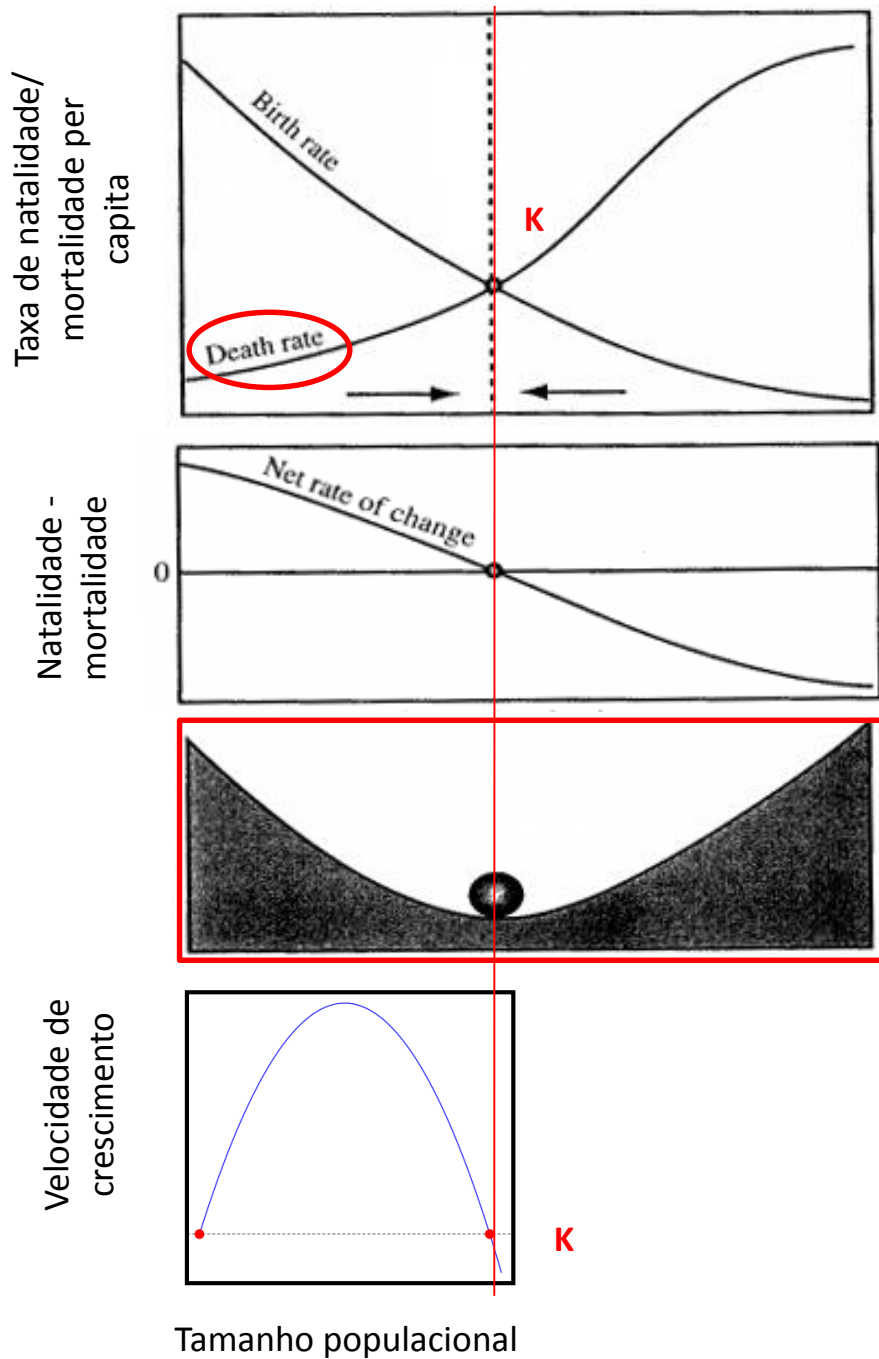 Taxa de natalidade/
mortalidade per
capita
Birth rate
K
Death rate
Natalidade -
mortalidade
Net rate of change
0
Velocidade de
crescimento
K
Tamanho populacional